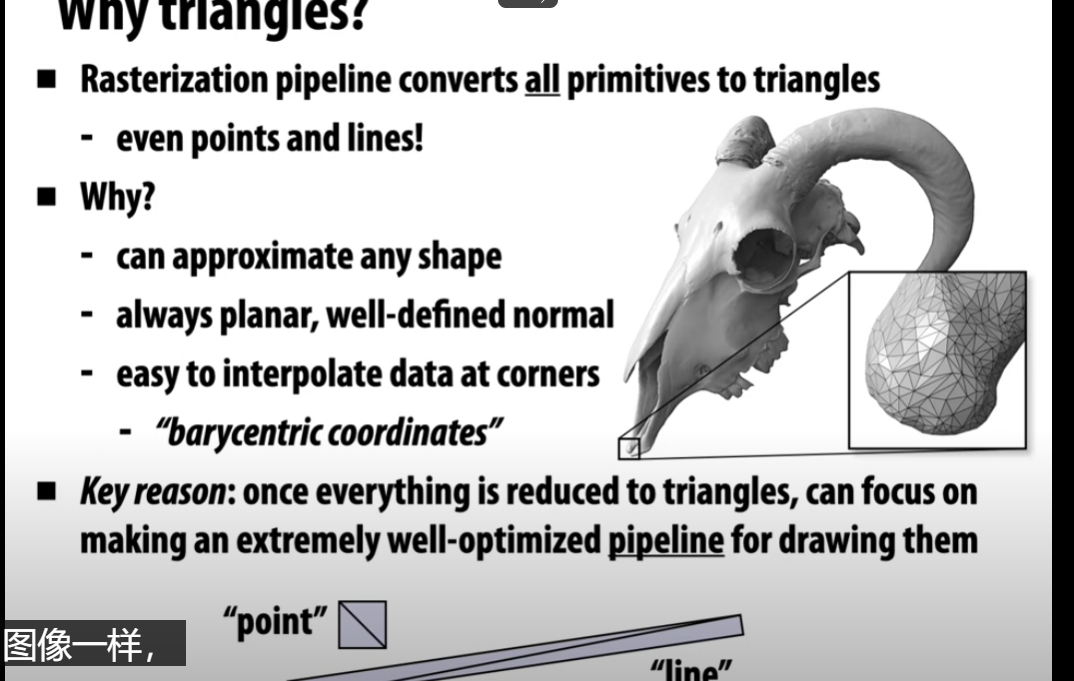 Why triangles?
Rasterization pipeline converts all primitives to triangles
- even points and lines!
Why?
- can approximate any shape
- always planar, well-defined normal
- easy to interpolate data at corners
- “barycentric coordinates”
Key reason: once everything is reduced to triangles, can focus on
making an extremely well-optimized pipeline for drawing them
“point”
图像一样，
“line”